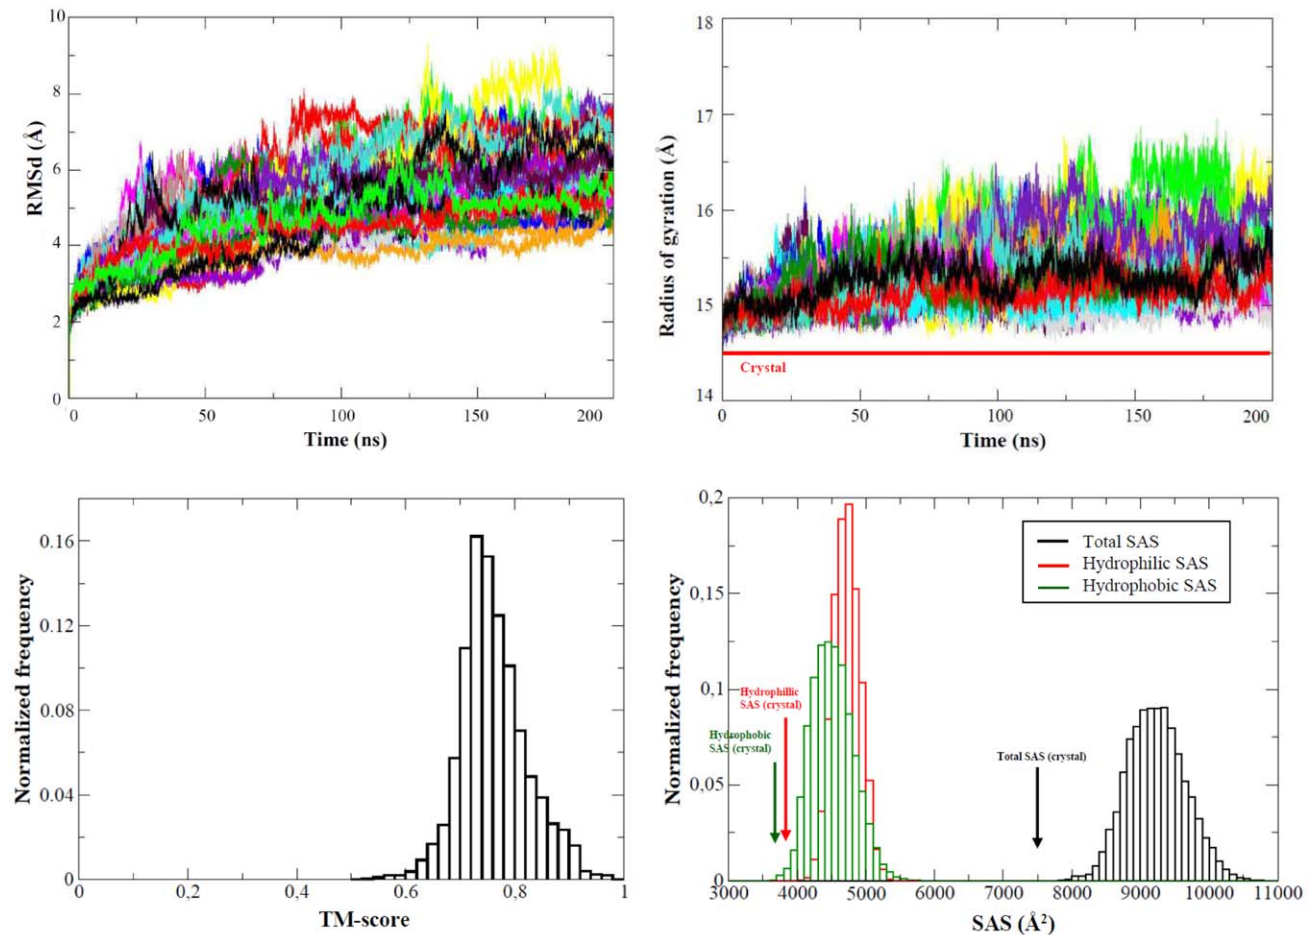 10
8
6
4
2
0
RMSd (Å)
0
50
100
150
200
Time (ns)
18
17
16
15
14
Radius of gyration (Å)
Crystal
0
50
100
150
200
Time (ns)
0.16
0.12
0.08
0.04
0
Normalized frequency
0
0,2
0,4
0,6
0,8
1
TM-score
0,2
0,15
0,1
0,05
0
Normalized frequency
Total SAS
Hydrophilic SAS
Hydrophobic SAS
Hydrophillic
SAS (crystal)
Hydrophobic
SAS (crystal)
Total SAS (crystal)
3000
4000
5000
6000
7000
8000
9000
10000
11000
SAS (Å²)